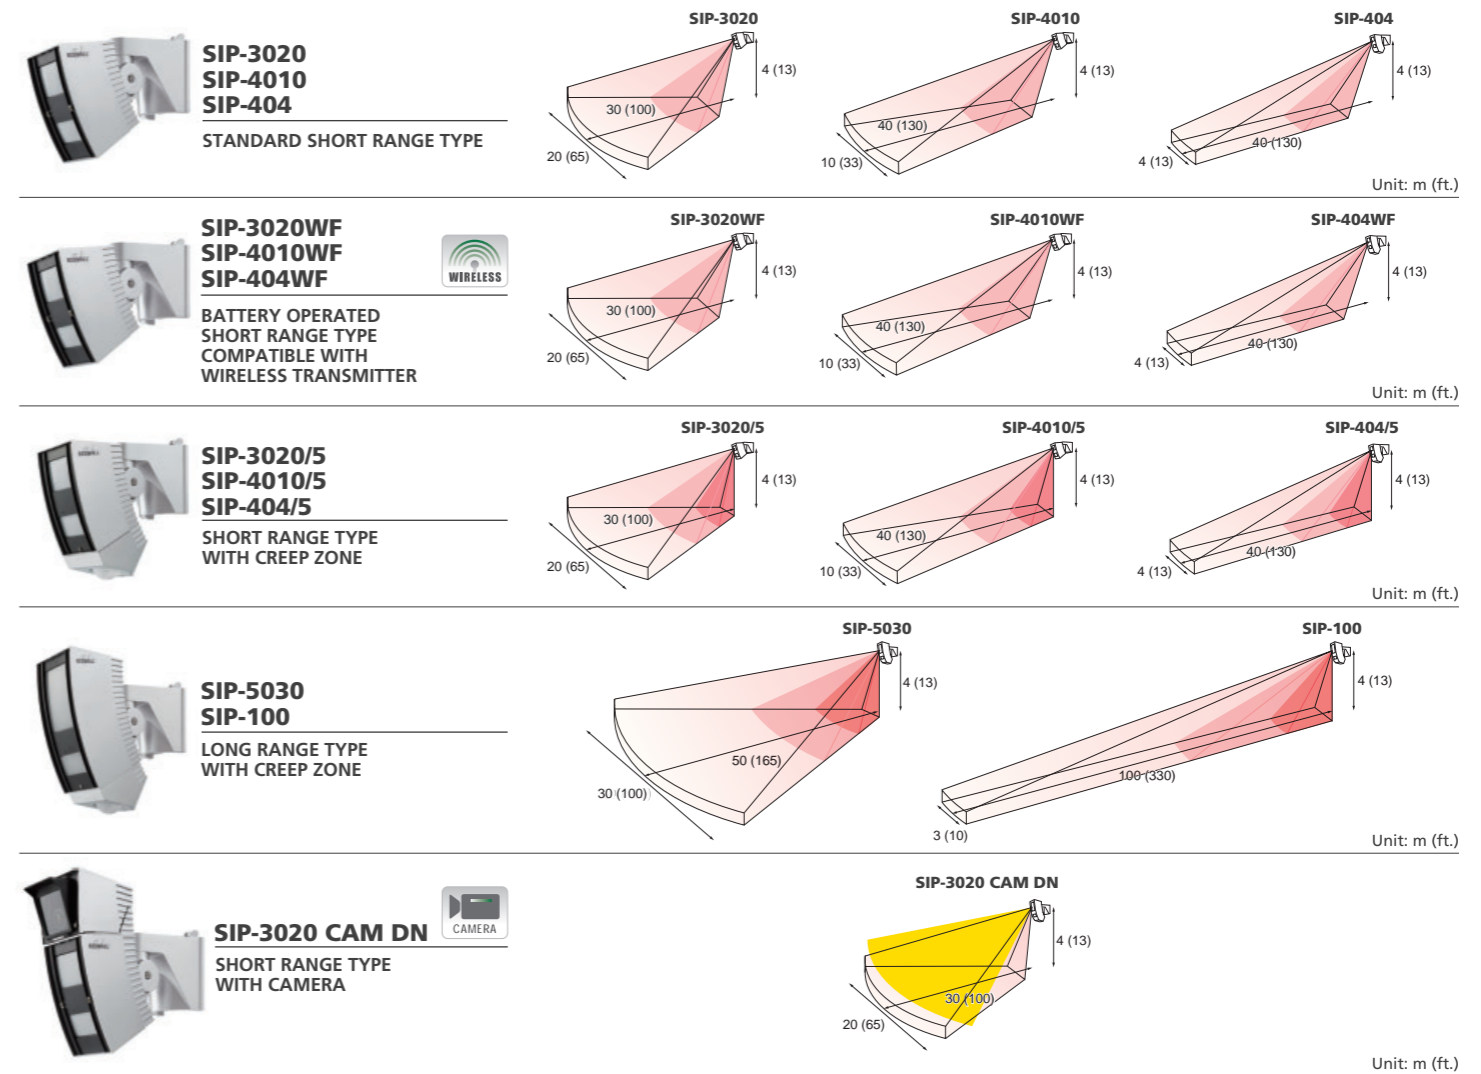 SIP-3020
SIP-4010
SIP-404
STANDARD SHORT RANGE TYPE
SIP-3020
4 (13)
30 (100)
20 (65)
SIP-4010
4 (13)
40 (130)
10 (33)
SIP-404
4 (13)
40 (130)
4 (13)
Unit: m (ft.)
SIP-3020WF
SIP-4010WF
SIP-404WF
WIRELESS
BATTERY OPERATED
SHORT RANGE TYPE
COMPATIBLE WITH
WIRELESS TRANSMITTER
SIP-3020WF
4 (13)
30 (100)
20 (65)
SIP-4010WF
4 (13)
40 (130)
10 (33)
SIP-404WF
4 (13)
40 (130)
4 (13)
Unit: m (ft.)
SIP-3020/5
SIP-4010/5
SIP-404/5
SHORT RANGE TYPE
WITH CREEP ZONE
SIP-3020/5
4 (13)
30 (100)
20 (65)
SIP-4010/5
4 (13)
40 (130)
10 (33)
SIP-404/5
4 (13)
40 (130)
4 (13)
Unit: m (ft.)
SIP-5030
SIP-100
LONG RANGE TYPE
WITH CREEP ZONE
SIP-5030
4 (13)
50 (165)
30 (100)
SIP-100
4 (13)
100 (330)
3 (10)
Unit: m (ft.)
SIP-3020 CAM DN
CAMERA
SHORT RANGE TYPE
WITH CAMERA
SIP-3020 CAM DN
4 (13)
30 (100)
20 (65)
Unit: m (ft.)